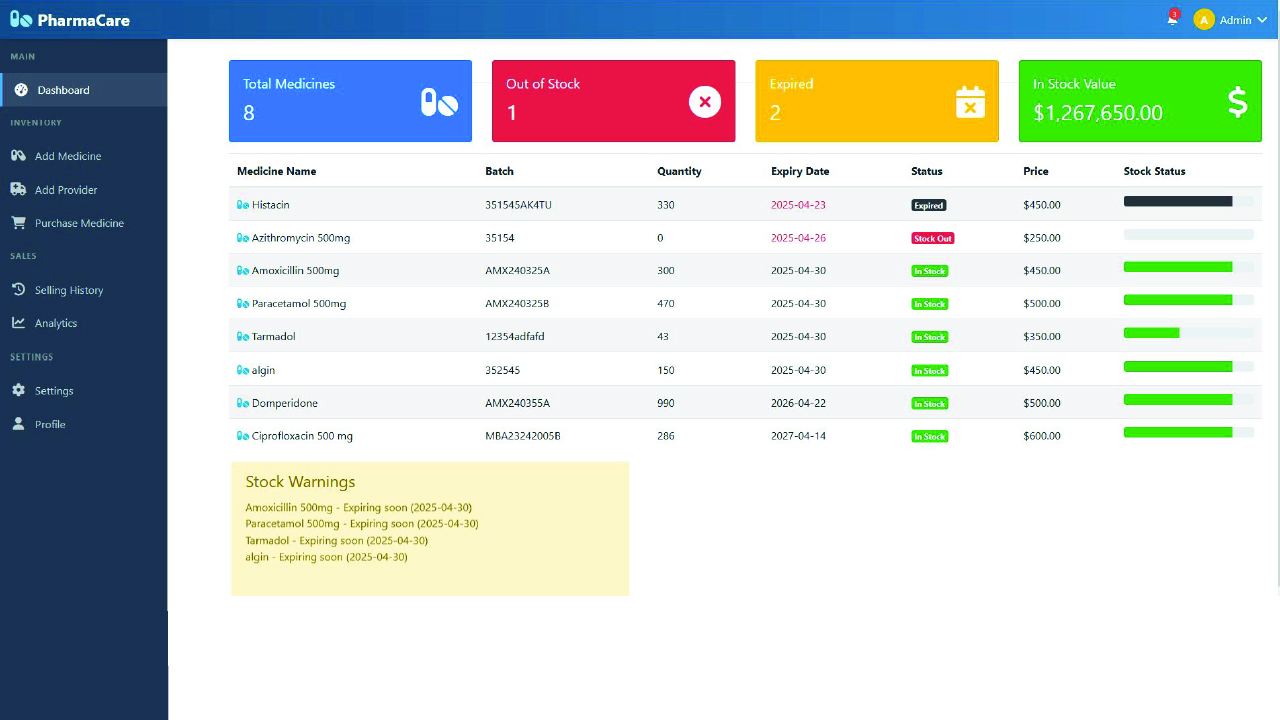 PharmaCare
3
A
Admin
MAIN
Dashboard
INVENTORY
Add Medicine
Add Provider
Purchase Medicine
SALES
Selling History
Analytics
SETTINGS
Settings
Profile
Total Medicines
8
Out of Stock
1
Expired
2
In Stock Value
$1,267,650.00
$
Medicine Name Batch Quantity Expiry Date Status Price Stock Status
Histacin 351545AK4TU 330 2025-04-23 Expired $450.00
Azithromycin 500mg 35154 0 2025-04-26 Stock Out $250.00
Amoxicillin 500mg AMX240325A 300 2025-04-30 In Stock $450.00
Paracetamol 500mg AMX240325B 470 2025-04-30 In Stock $500.00
Tarmadol 12354adfafd 43 2025-04-30 In Stock $350.00
algin 352545 150 2025-04-30 In Stock $450.00
Domperidone AMX240355A 990 2026-04-22 In Stock $500.00
Ciprofloxacin 500 mg MBA23242005B 286 2027-04-14 In Stock $600.00
Stock Warnings
Amoxicillin 500mg - Expiring soon (2025-04-30)
Paracetamol 500mg - Expiring soon (2025-04-30)
Tarmadol - Expiring soon (2025-04-30)
algin - Expiring soon (2025-04-30)